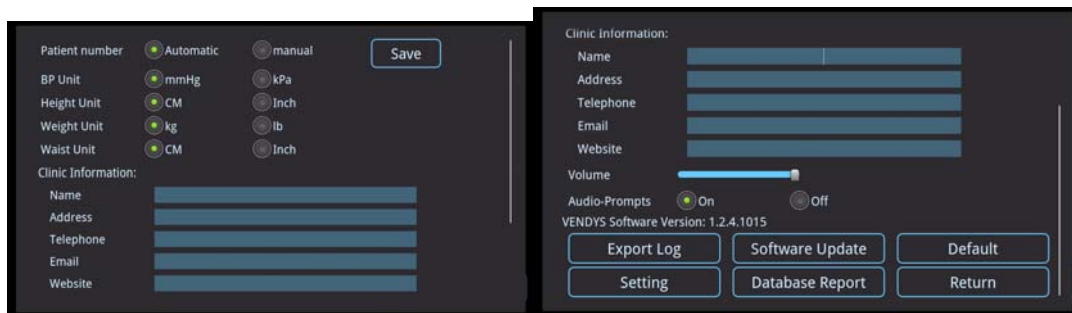 Patient number Automatic manual Save
BP Unit mmHg kPa
Height Unit CM Inch
Weight Unit kg lb
Waist Unit CM Inch
Clinic Information:
Name
Address
Telephone
Email
Website
Clinic Information:
Name
Address
Telephone
Email
Website
Volume
Audio-Prompts On Off
VENDYS Software Version: 1.2.4.1015
Export Log Software Update Default
Setting Database Report Return